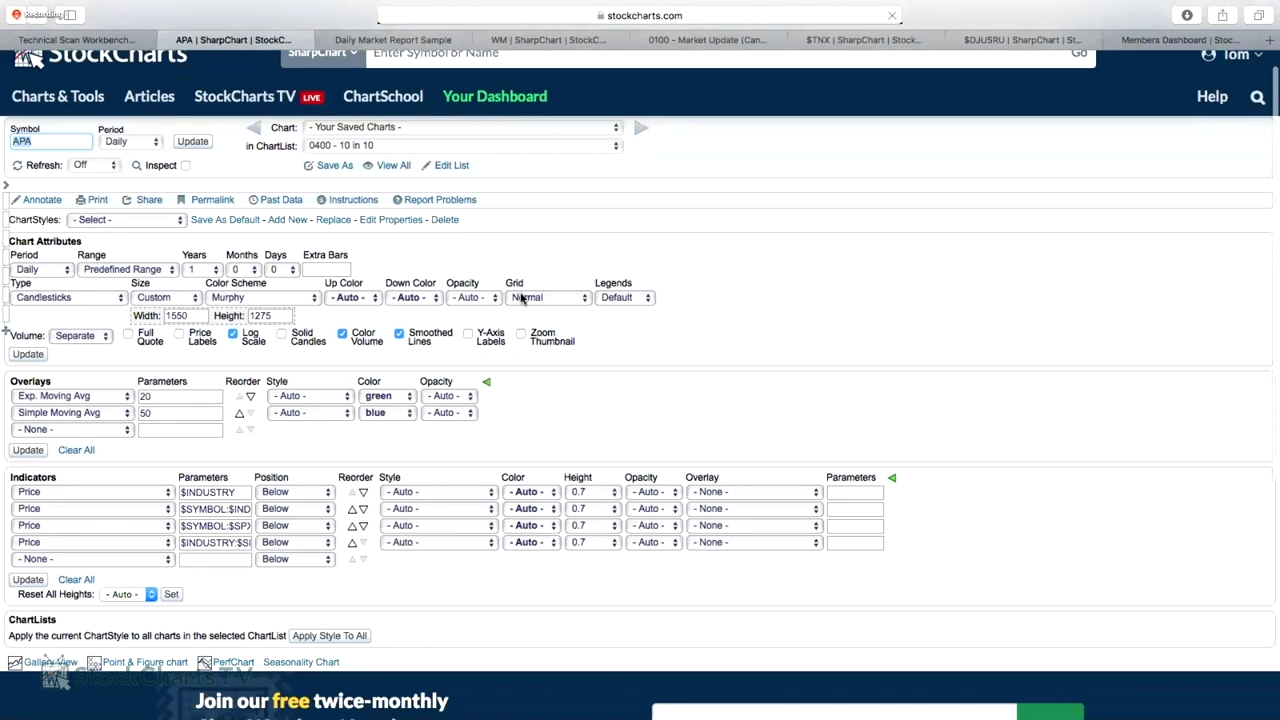 Recording
stockcharts.com
Technical Scan Workbench...
APA | SharpChart | StockC...
Daily Market Report Sample
WM | SharpChart | StockC...
0100 - Market Update (Can...
$TNX | SharpChart | Stock...
$DJUSRU | SharpChart | St...
Members Dashboard | Stoc...
StockCharts
SharpChart
Enter Symbol or Name
Go
Tom
Charts & Tools
Articles
StockCharts TV LIVE
ChartSchool
Your Dashboard
Help
Symbol
Period
APA
Daily
Update
Chart:
- Your Saved Charts -
in ChartList:
0400 - 10 in 10
Refresh: Off
Inspect
Save As
View All
Edit List
Annotate
Print
Share
Permalink
Past Data
Instructions
Report Problems
ChartStyles: - Select -
Save As Default - Add New - Replace - Edit Properties - Delete
Chart Attributes
Period Range Years Months Days Extra Bars
Daily Predefined Range 1 0 0
Type Size Color Scheme Up Color Down Color Opacity Grid Legends
Candlesticks Custom Murphy - Auto - - Auto - - Auto - Normal Default
Width: 1550 Height: 1275
Volume: Separate
Full Quote
Price Labels
Log Scale
Solid Candles
Color Volume
Smoothed Lines
Y-Axis Labels
Zoom Thumbnail
Update
Overlays Parameters Reorder Style Color Opacity
Exp. Moving Avg 20 - Auto - green - Auto -
Simple Moving Avg 50 - Auto - blue - Auto -
- None -
Update Clear All
Indicators Parameters Position Reorder Style Color Height Opacity Overlay Parameters
Price $INDUSTRY Below - Auto - - Auto - 0.7 - Auto - - None -
Price $SYMBOL:$IND Below - Auto - - Auto - 0.7 - Auto - - None -
Price $SYMBOL:$SP Below - Auto - - Auto - 0.7 - Auto - - None -
Price $INDUSTRY:$S Below - Auto - - Auto - 0.7 - Auto - - None -
- None - Below
Update Clear All
Reset All Heights: - Auto - Set
ChartLists
Apply the current ChartStyle to all charts in the selected ChartList Apply Style To All
Gallery View
Point & Figure chart
PerfChart
Seasonality Chart
StockCharts TV
Join our free twice-monthly